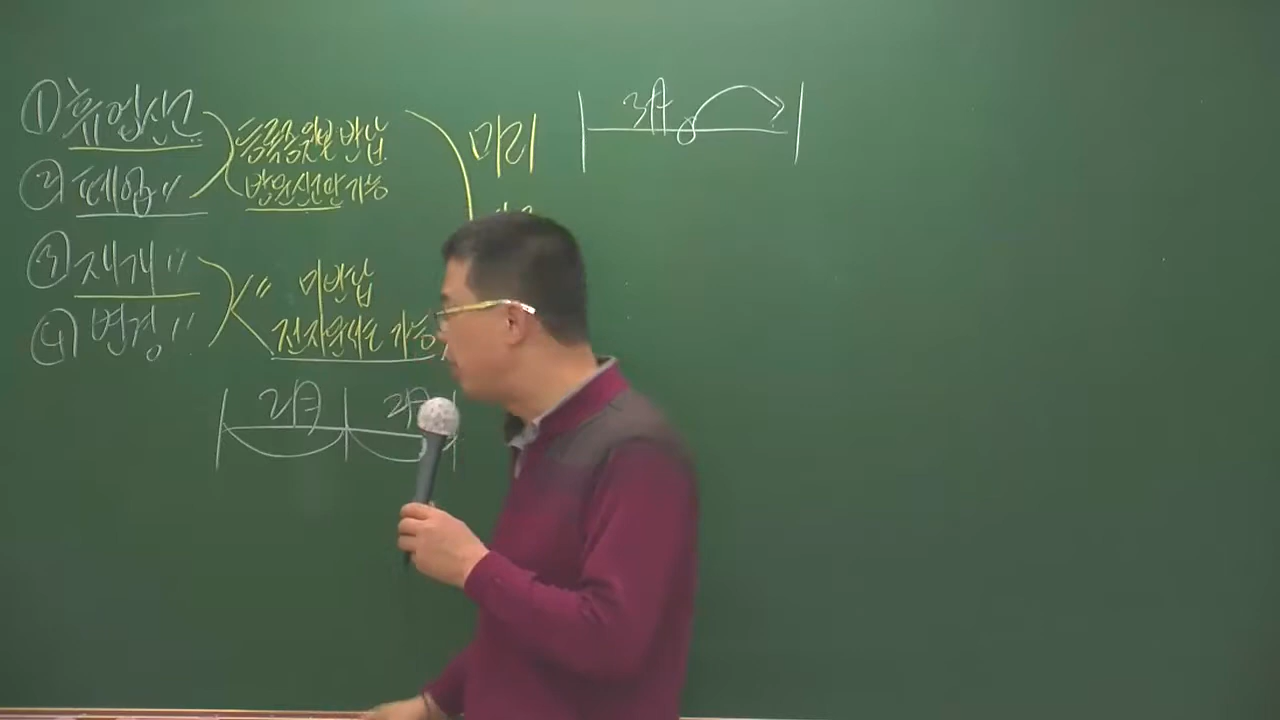 ① 휴업신
② 폐업 〃
③ 재개 〃
④ 변경 〃
등록증 원본 반납
방문신고만 가능
〃 미반납
전자문서도 가능
미리
3月
2月
2月